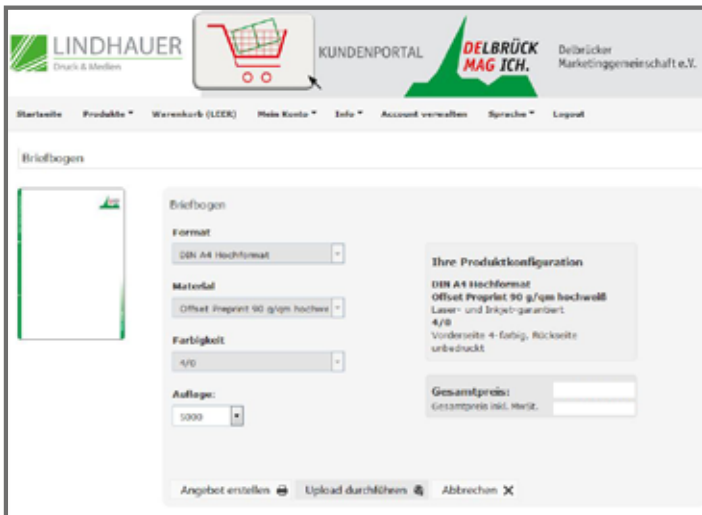 LINDHAUER
Druck & Medien
KUNDENPORTAL
DELBRÜCK
MAG ICH.
Delbrücker
Marketinggemeinschaft e.V.
Startseite Produkte Warenkorb (LEER) Mein Konto Info Account verwalten Sprache Logout
Briefbogen
Briefbogen
Format
DIN A4 Hochformat
Material
Offset Preprint 90 g/qm hochwei
Farbigkeit
4/0
Auflage:
5000
Ihre Produktkonfiguration
DIN A4 Hochformat
Offset Preprint 90 g/qm hochweiß
Laser- und Inkjet-garantiert
4/0
Vorderseite 4-farbig, Rückseite
unbedruckt
Gesamtpreis:
Gesamtpreis inkl. MwSt.
Angebot erstellen Upload durchführen Abbrechen